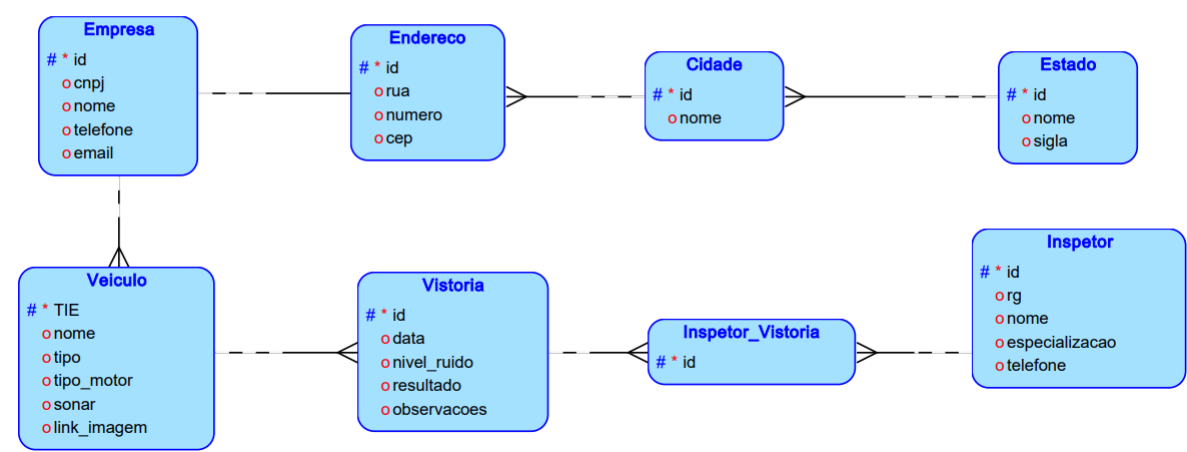 Empresa
# * id
o cnpj
o nome
o telefone
o email
Endereco
# * id
o rua
o numero
o cep
Cidade
# * id
o nome
Estado
# * id
o nome
o sigla
Veiculo
# * TIE
o nome
o tipo
o tipo_motor
o sonar
o link_imagem
Vistoria
# * id
o data
o nivel_ruido
o resultado
o observacoes
Inspetor_Vistoria
# * id
Inspetor
# * id
o rg
o nome
o especializacao
o telefone